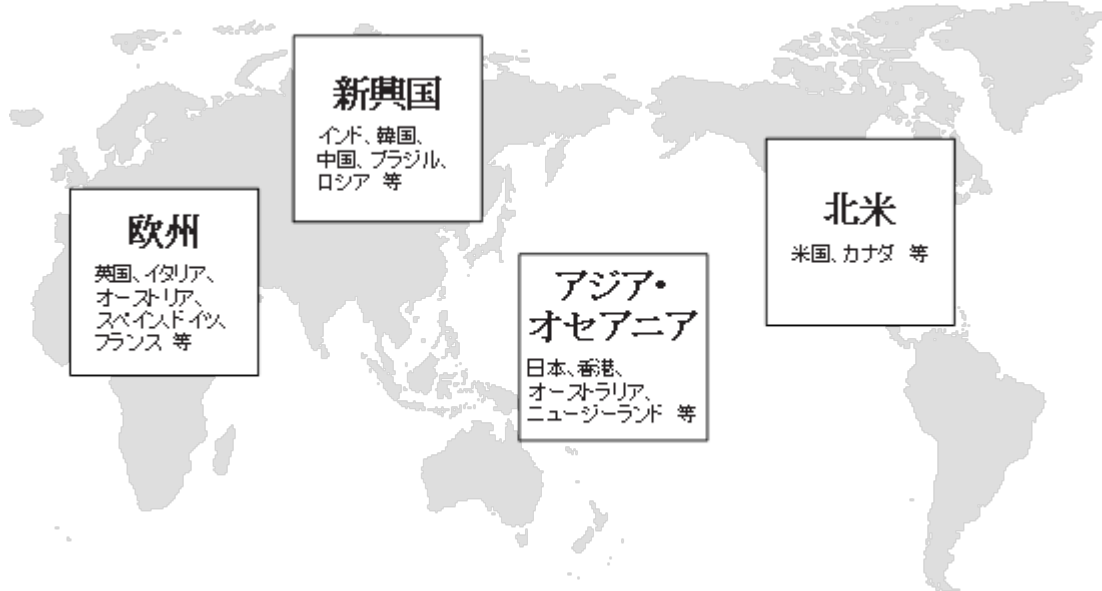 新興国
インド、韓国、
中国、ブラジル、
ロシア 等
欧州
英国、イタリア、
オーストリア、
スペイン、ドイツ、
フランス 等
アジア・
オセアニア
日本、香港、
オーストラリア、
ニュージーランド 等
北米
米国、カナダ 等